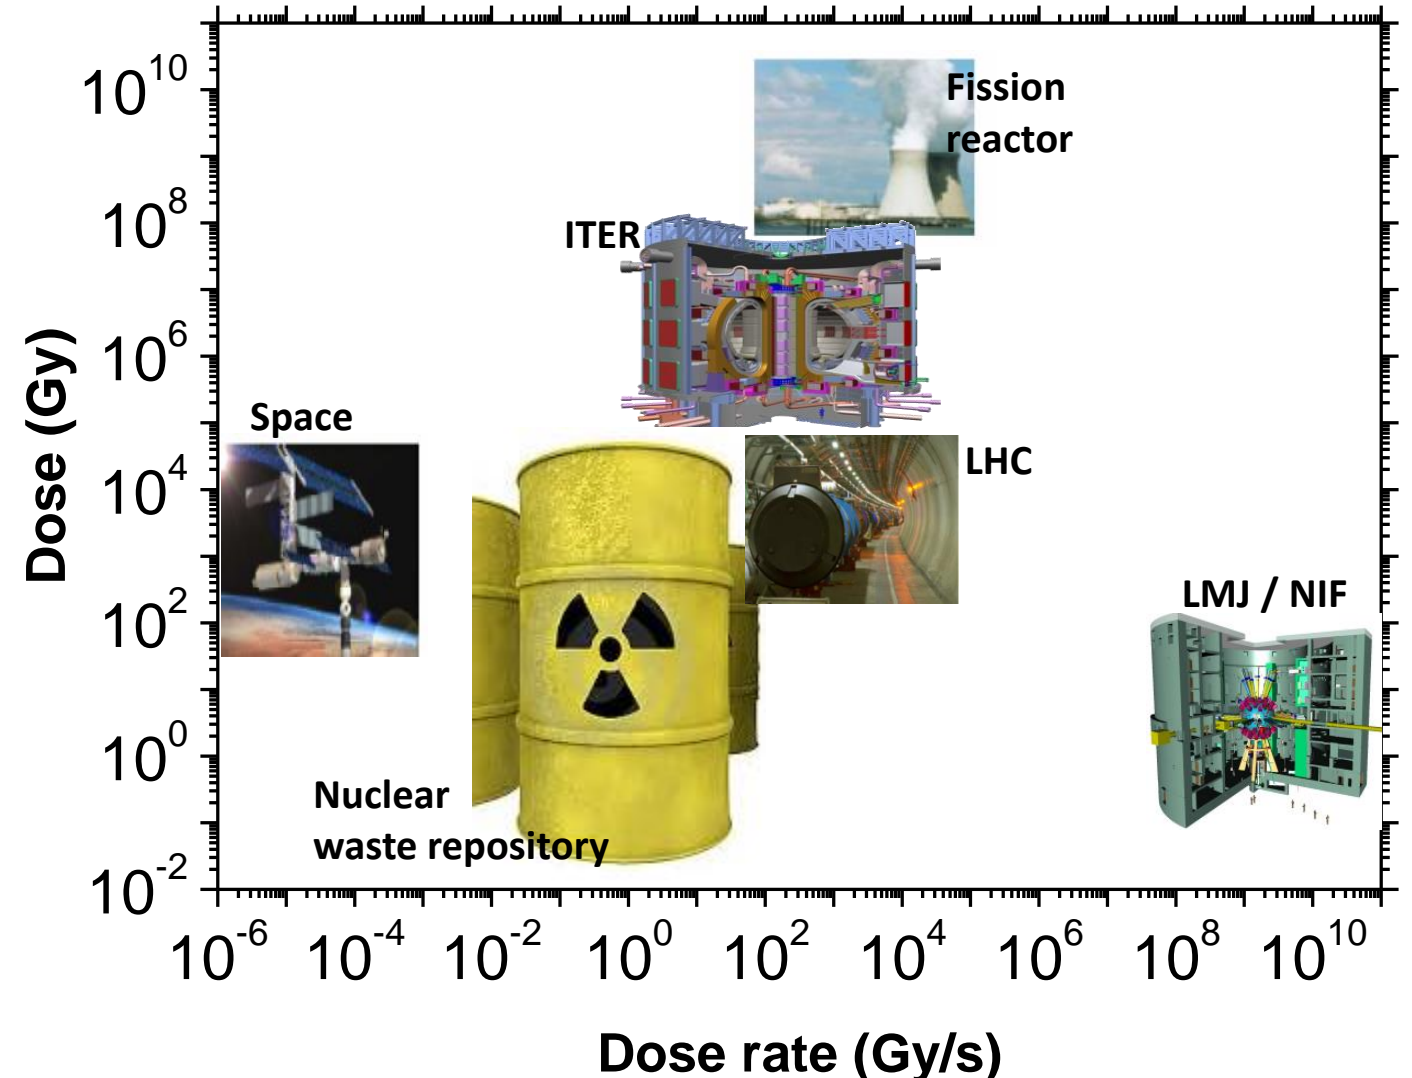 10^10
10^8
10^6
10^4
10^2
10^0
10^-2
Dose (Gy)
Fission
reactor
ITER
Space
LHC
LMJ / NIF
Nuclear
waste repository
10^-6 10^-4 10^-2 10^0 10^2 10^4 10^6 10^8 10^10
Dose rate (Gy/s)